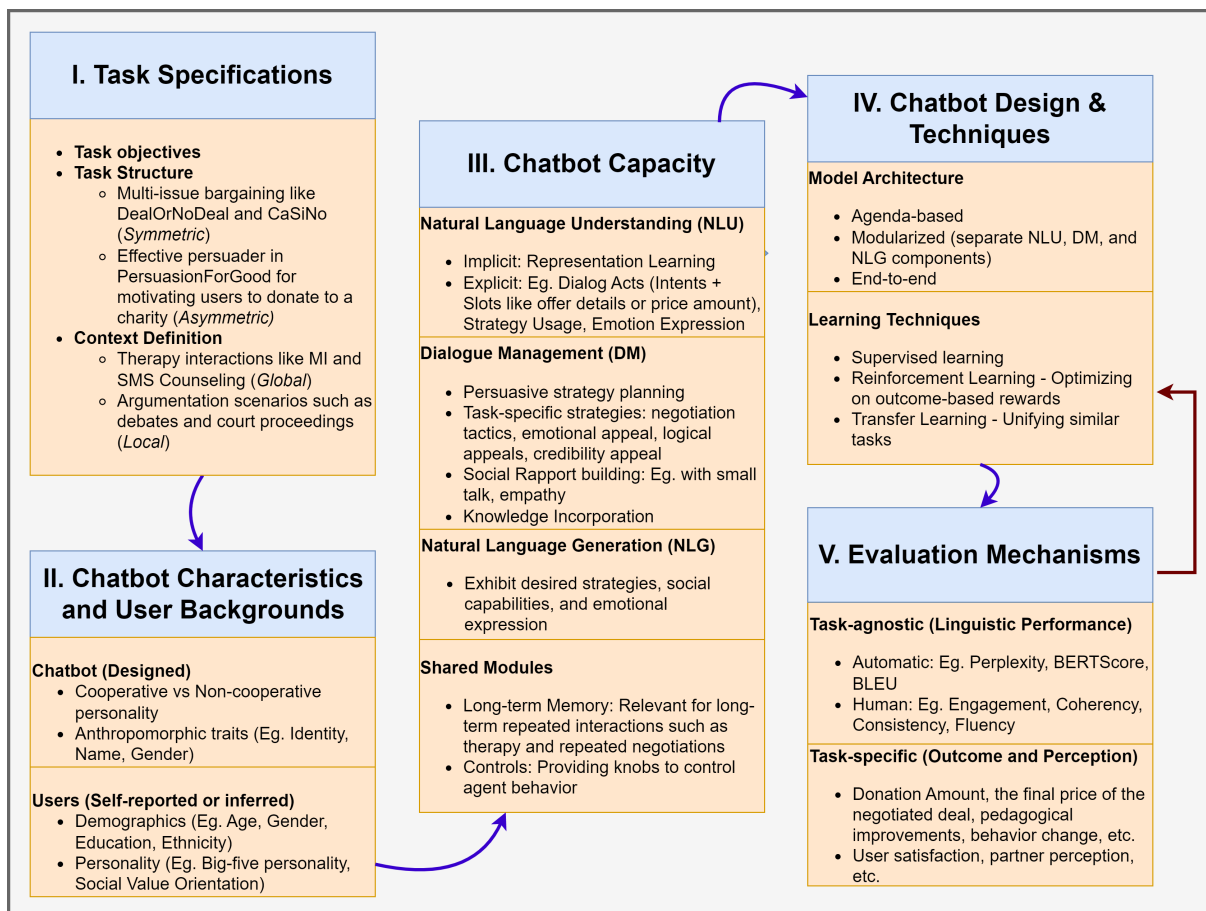 I. Task Specifications
• Task objectives
• Task Structure
○ Multi-issue bargaining like
DealOrNoDeal and CaSiNo
(Symmetric)
○ Effective persuader in
PersuasionForGood for
motivating users to donate to a
charity (Asymmetric)
• Context Definition
○ Therapy interactions like MI and
SMS Counseling (Global)
○ Argumentation scenarios such as
debates and court proceedings
(Local)
II. Chatbot Characteristics
and User Backgrounds
Chatbot (Designed)
• Cooperative vs Non-cooperative
personality
• Anthropomorphic traits (Eg. Identity,
Name, Gender)
Users (Self-reported or inferred)
• Demographics (Eg. Age, Gender,
Education, Ethnicity)
• Personality (Eg. Big-five personality,
Social Value Orientation)
III. Chatbot Capacity
Natural Language Understanding (NLU)
• Implicit: Representation Learning
• Explicit: Eg. Dialog Acts (Intents +
Slots like offer details or price amount),
Strategy Usage, Emotion Expression
Dialogue Management (DM)
• Persuasive strategy planning
• Task-specific strategies: negotiation
tactics, emotional appeal, logical
appeals, credibility appeal
• Social Rapport building: Eg. with small
talk, empathy
• Knowledge Incorporation
Natural Language Generation (NLG)
• Exhibit desired strategies, social
capabilities, and emotional
expression
Shared Modules
• Long-term Memory: Relevant for long-
term repeated interactions such as
therapy and repeated negotiations
• Controls: Providing knobs to control
agent behavior
IV. Chatbot Design &
Techniques
Model Architecture
• Agenda-based
• Modularized (separate NLU, DM, and
NLG components)
• End-to-end
Learning Techniques
• Supervised learning
• Reinforcement Learning - Optimizing
on outcome-based rewards
• Transfer Learning - Unifying similar
tasks
V. Evaluation Mechanisms
Task-agnostic (Linguistic Performance)
• Automatic: Eg. Perplexity, BERTScore,
BLEU
• Human: Eg. Engagement, Coherency,
Consistency, Fluency
Task-specific (Outcome and Perception)
• Donation Amount, the final price of the
negotiated deal, pedagogical
improvements, behavior change, etc.
• User satisfaction, partner perception,
etc.